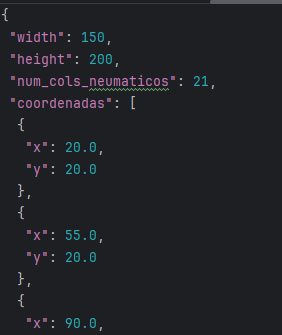 {
"width": 150,
"height": 200,
"num_cols_neumaticos": 21,
"coordenadas": [
{
"x": 20.0,
"y": 20.0
},
{
"x": 55.0,
"y": 20.0
},
{
"x": 90.0,